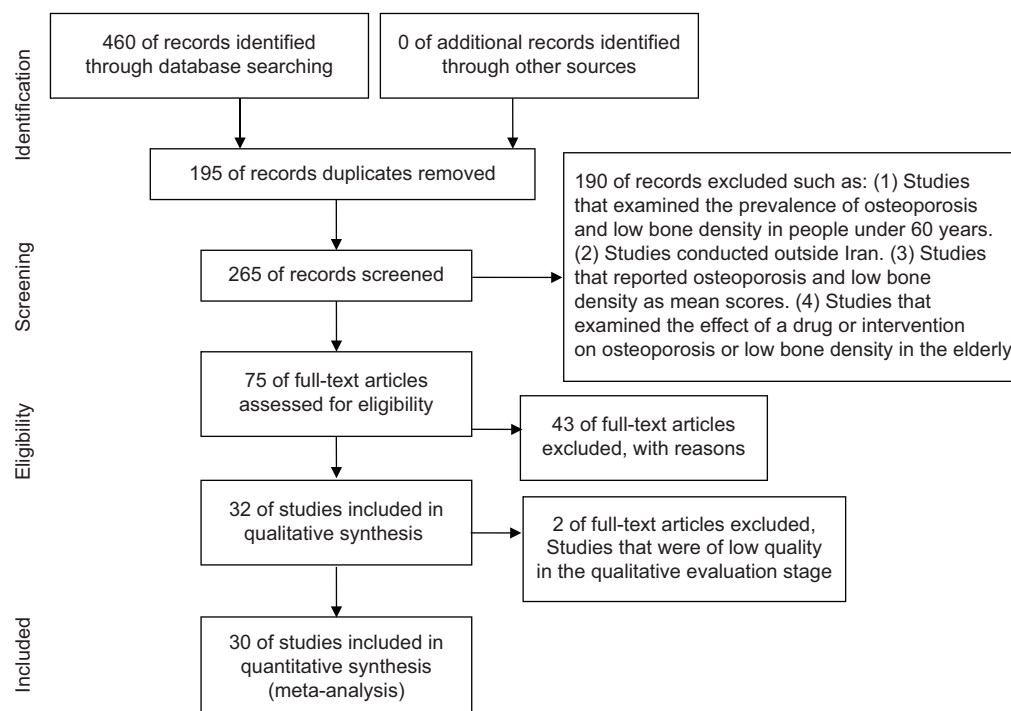 Identification
460 of records identified
through database searching
0 of additional records identified
through other sources
195 of records duplicates removed
Screening
265 of records screened
190 of records excluded such as: (1) Studies
that examined the prevalence of osteoporosis
and low bone density in people under 60 years.
(2) Studies conducted outside Iran. (3) Studies
that reported osteoporosis and low bone
density as mean scores. (4) Studies that
examined the effect of a drug or intervention
on osteoporosis or low bone density in the elderly
Eligibility
75 of full-text articles
assessed for eligibility
43 of full-text articles
excluded, with reasons
32 of studies included in
qualitative synthesis
2 of full-text articles excluded,
Studies that were of low quality
in the qualitative evaluation stage
Included
30 of studies included in
quantitative synthesis
(meta-analysis)